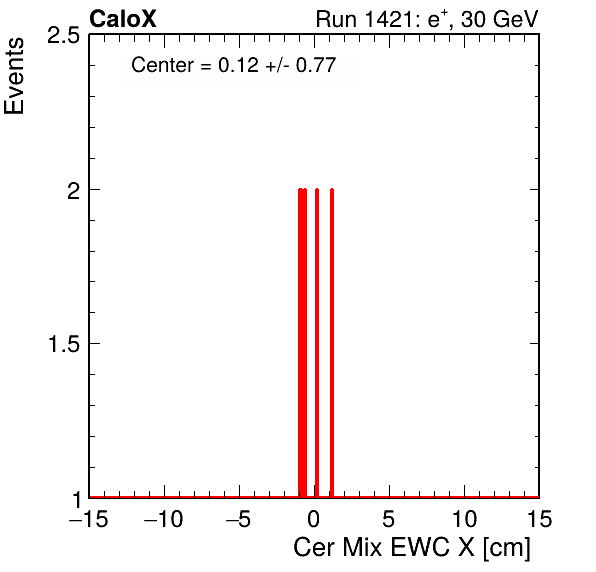 CaloX Run 1421: e⁺, 30 GeV
Events
Center = 0.12 +/- 0.77
2.5
2
1.5
1
−15 −10 −5 0 5 10 15
Cer Mix EWC X [cm]